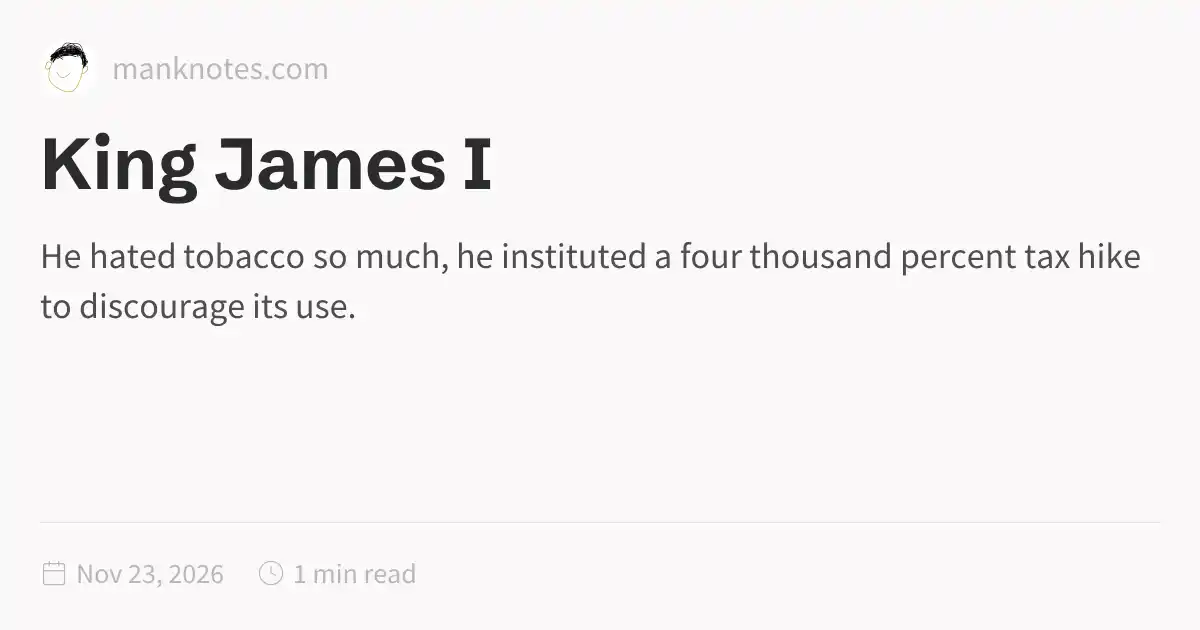 manknotes.com
King James I
He hated tobacco so much, he instituted a four thousand percent tax hike
to discourage its use.
Nov 23, 2026 1 min read